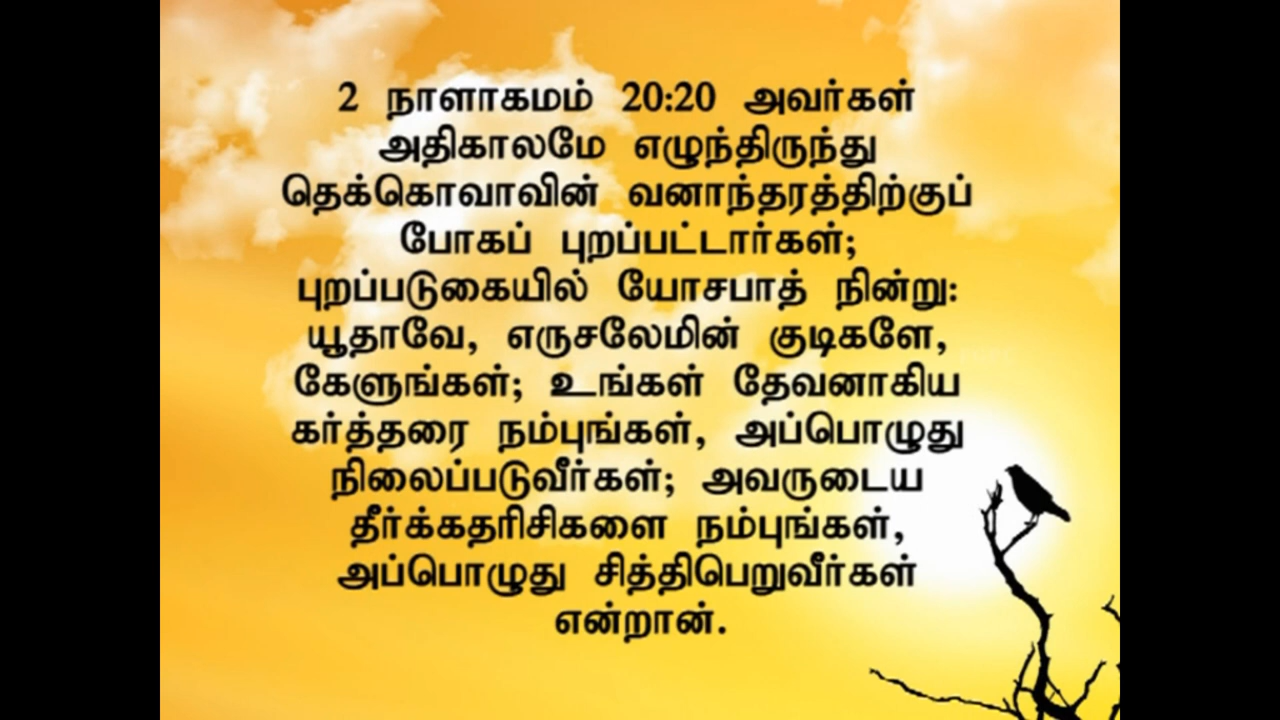 2 நாளாகமம் 20:20 அவர்கள்
அதிகாலமே எழுந்திருந்து
தெக்கொவாவின் வனாந்தரத்திற்குப்
போகப் புறப்பட்டார்கள்;
புறப்படுகையில் யோசபாத் நின்று:
யூதாவே, எருசலேமின் குடிகளே,
கேளுங்கள்; உங்கள் தேவனாகிய
கர்த்தரை நம்புங்கள், அப்பொழுது
நிலைப்படுவீர்கள்; அவருடைய
தீர்க்கதரிசிகளை நம்புங்கள்,
அப்பொழுது சித்திபெறுவீர்கள்
என்றான்.